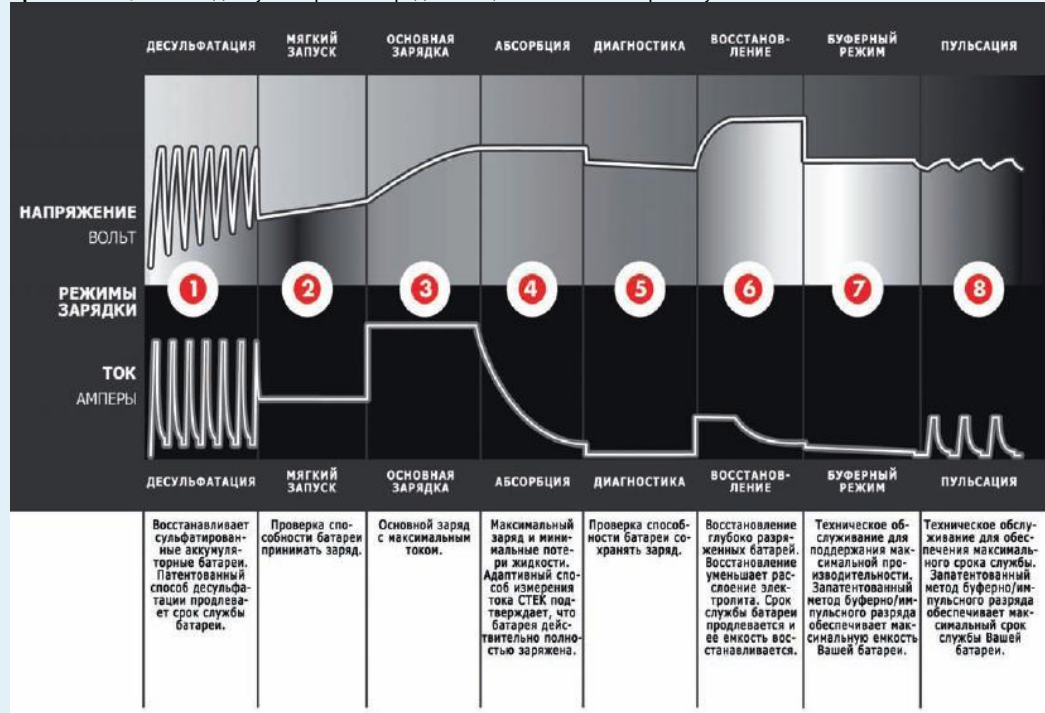 ДЕСУЛЬФАТАЦИЯ
МЯГКИЙ
ЗАПУСК
ОСНОВНАЯ
ЗАРЯДКА
АБСОРБЦИЯ
ДИАГНОСТИКА
ВОССТАНОВ-
ЛЕНИЕ
БУФЕРНЫЙ
РЕЖИМ
ПУЛЬСАЦИЯ
НАПРЯЖЕНИЕ
ВОЛЬТ
РЕЖИМЫ
ЗАРЯДКИ
1
2
3
4
5
6
7
8
ТОК
АМПЕРЫ
ДЕСУЛЬФАТАЦИЯ
МЯГКИЙ
ЗАПУСК
ОСНОВНАЯ
ЗАРЯДКА
АБСОРБЦИЯ
ДИАГНОСТИКА
ВОССТАНОВ-
ЛЕНИЕ
БУФЕРНЫЙ
РЕЖИМ
ПУЛЬСАЦИЯ
Восстанавливает
сульфатирован-
ные аккумуля-
торные батареи.
Патентованный
способ десульфа-
тации продлева-
ет срок службы
батареи.
Проверка спо-
собности батареи
принимать заряд.
Основной заряд
с максимальным
током.
Максимальный
заряд и мини-
мальные поте-
ри жидкости.
Адаптивный спо-
соб измерения
тока СТЕК под-
тверждает, что
батарея дейс-
твительно полно-
стью заряжена.
Проверка способ-
ности батареи со-
хранять заряд.
Восстановление
глубоко разря-
женных батарей.
Восстановление
уменьшает рас-
слоение элек-
тролита. Срок
службы батареи
продлевается и
ее емкость вос-
станавливается.
Техническое об-
служивание для
поддержания мак-
симальной про-
изводительности.
Запатентованный
метод буферно/им-
пульсного разряда
обеспечивает мак-
симальную емкость
Вашей батареи.
Техническое обслу-
живание для обес-
печения максималь-
ного срока службы.
Запатентованный
метод буферно/им-
пульсного разряда
обеспечивает мак-
симальный срок
службы Вашей
батареи.